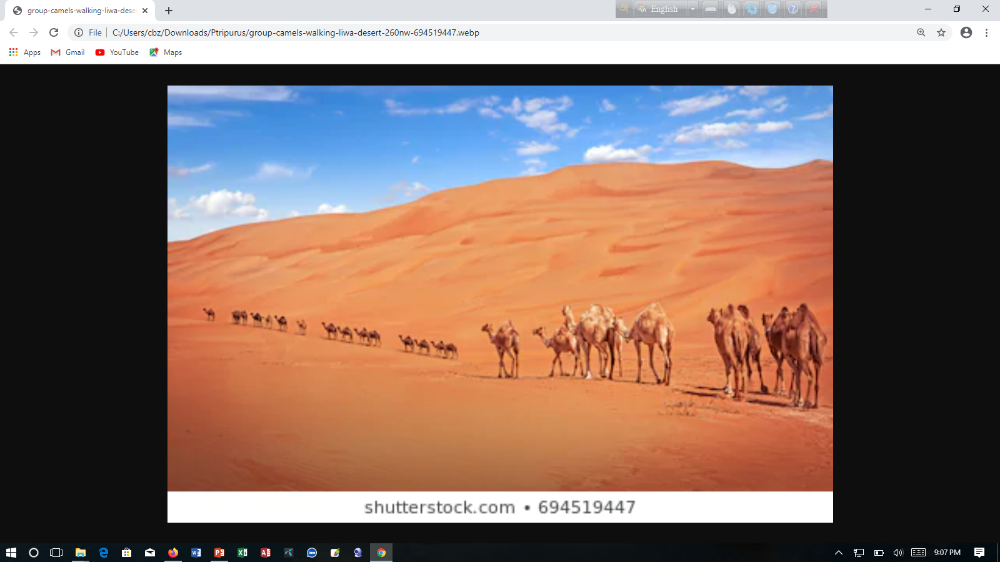 group-camels-walking-liwa-dese
English
File
C:/Users/cbz/Downloads/Ptripurus/group-camels-walking-liwa-desert-260nw-694519447.webp
Apps
Gmail
YouTube
Maps
shutterstock.com • 694519447
9:07 PM